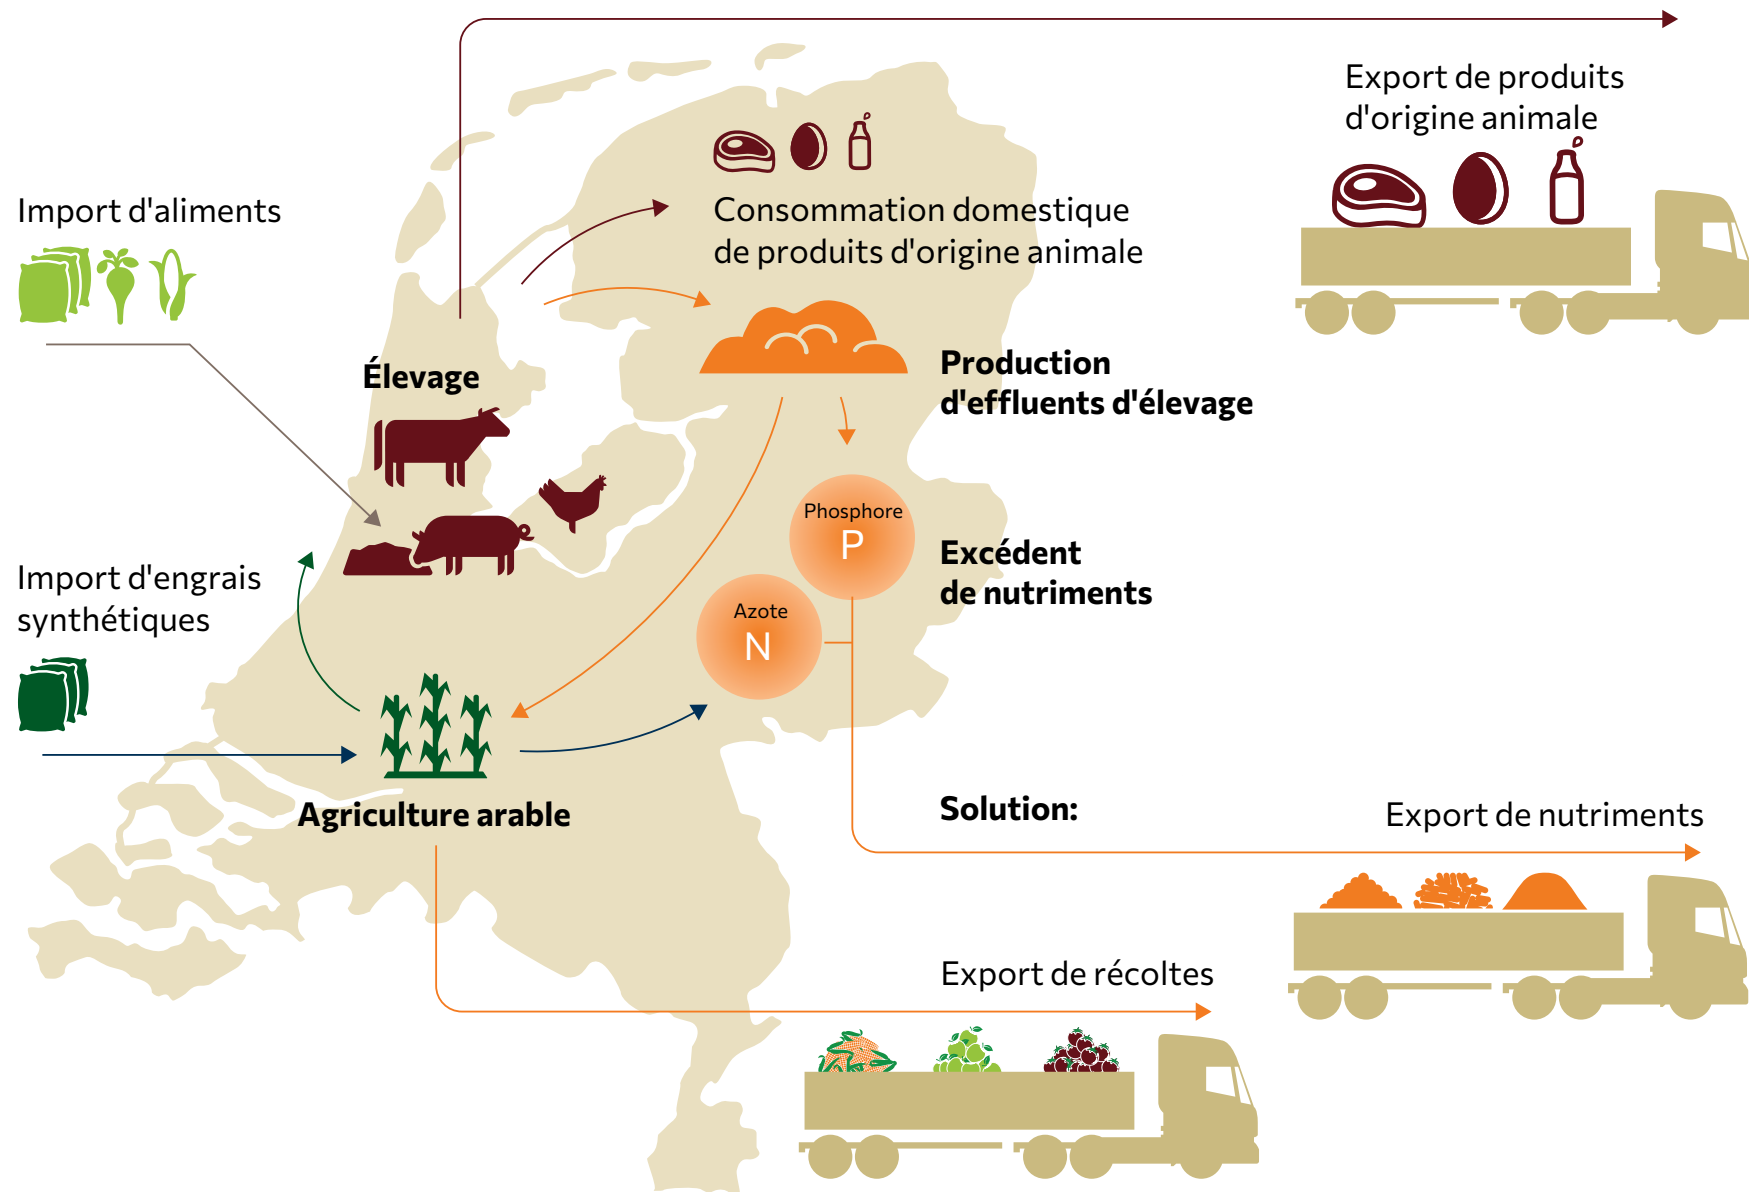 Export de produits
d'origine animale
Import d'aliments
Consommation domestique
de produits d'origine animale
Élevage
Production
d'effluents d'élevage
Phosphore
P
Excédent
de nutriments
Import d'engrais
synthétiques
Azote
N
Agriculture arable
Solution:
Export de nutriments
Export de récoltes